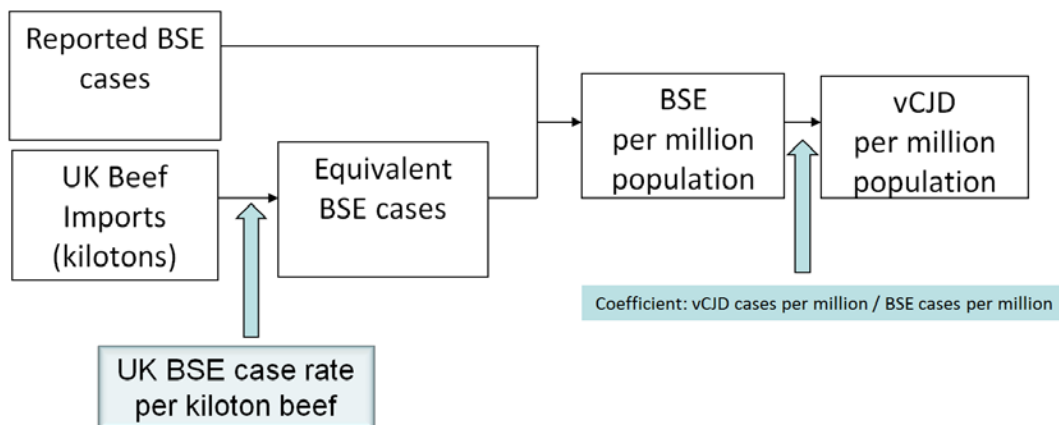 Reported BSE
cases
UK Beef
Imports
(kilotons)
Equivalent
BSE cases
BSE
per million
population
vCJD
per million
population
UK BSE case rate
per kiloton beef
Coefficient: vCJD cases per million / BSE cases per million